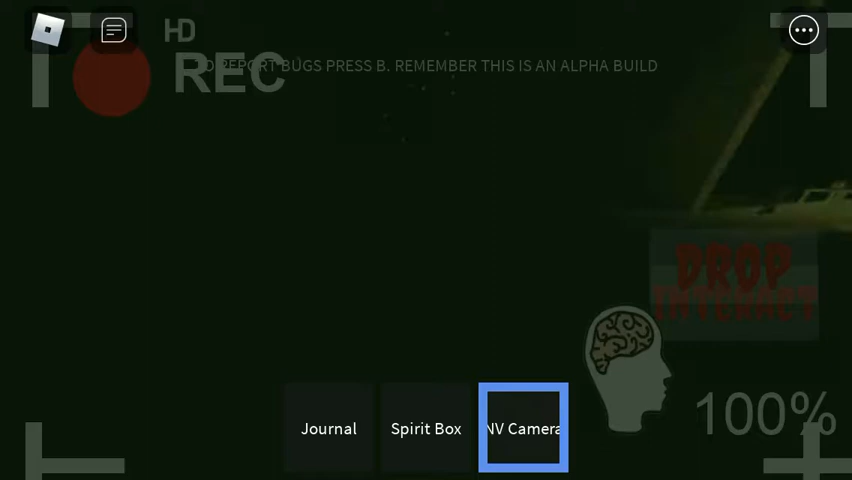 HD
REC
TO REPORT BUGS PRESS B. REMEMBER THIS IS AN ALPHA BUILD
DROP
INTERACT
100%
Journal
Spirit Box
NV Camera